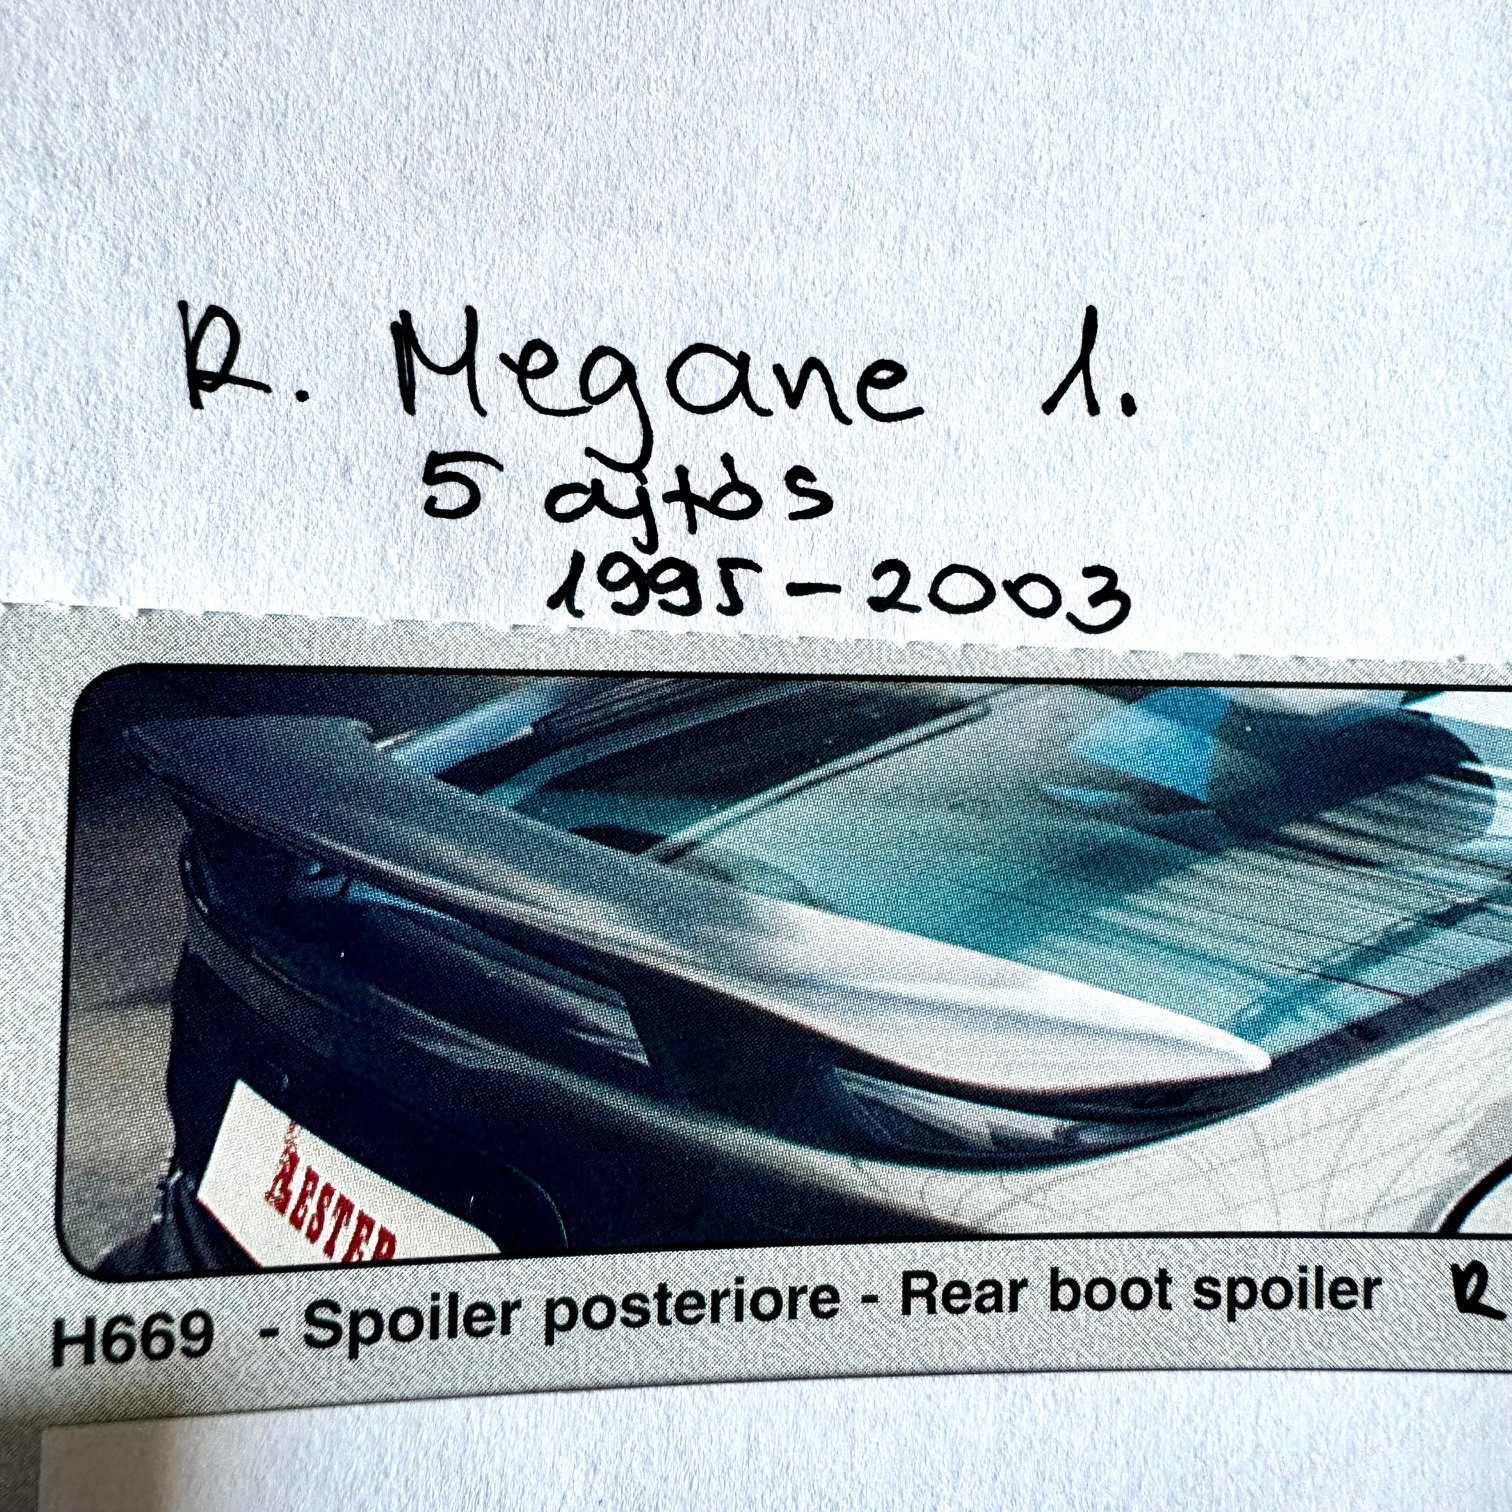 R. Megane 1.
5 ajtós
1995-2003
H669 - Spoiler posteriore - Rear boot spoiler R